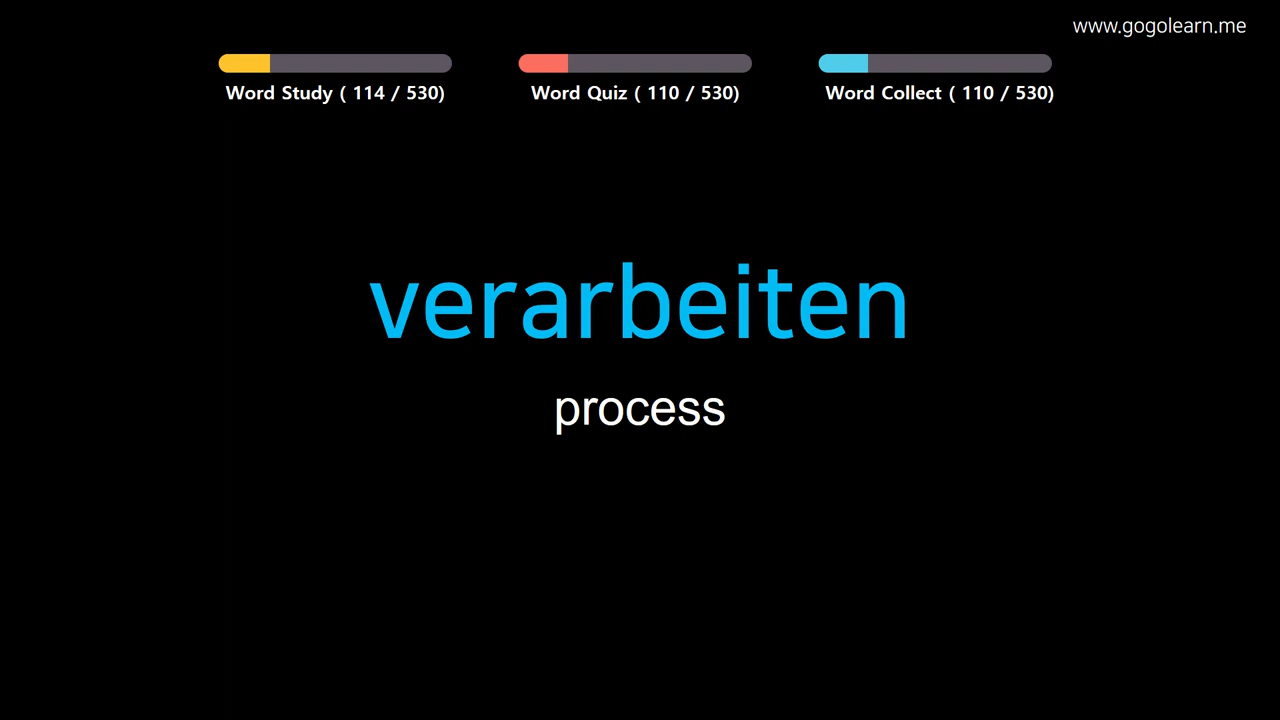 www.gogolearn.me
Word Study ( 114 / 530)
Word Quiz ( 110 / 530)
Word Collect ( 110 / 530)
verarbeiten
process